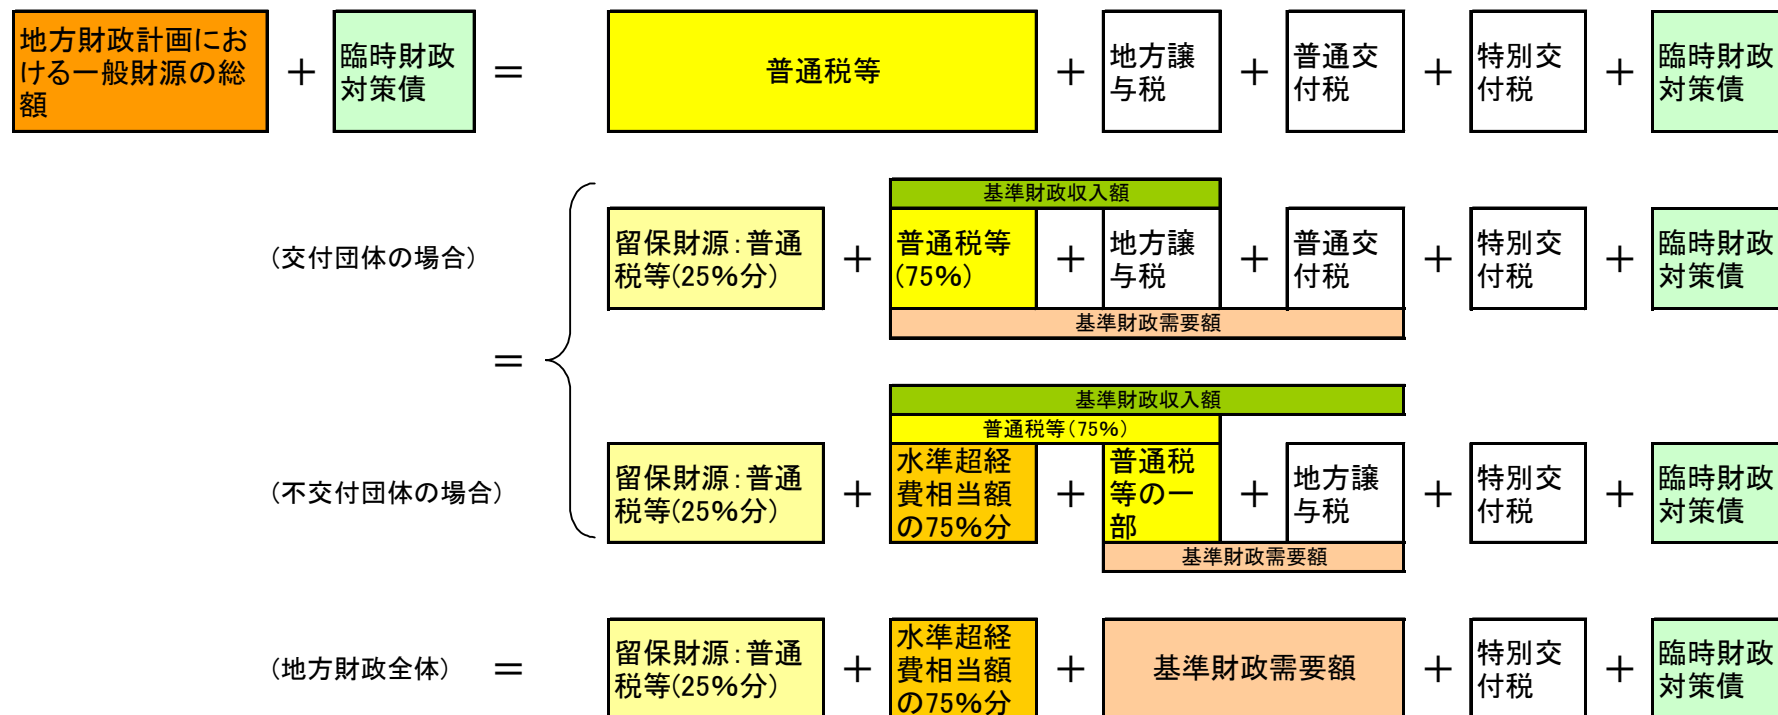 地方財政計画にお
ける一般財源の総
額
＋
臨時財政
対策債
＝
普通税等
＋
地方譲
与税
＋
普通交
付税
＋
特別交
付税
＋
臨時財政
対策債
（交付団体の場合）
基準財政収入額
留保財源：普通
税等(25%分)
＋
普通税等
(75%)
＋
地方譲
与税
＋
普通交
付税
＋
特別交
付税
＋
臨時財政
対策債
基準財政需要額
＝
基準財政収入額
普通税等(75%)
（不交付団体の場合）
留保財源：普通
税等(25%分)
＋
水準超経
費相当額
の75%分
＋
普通税
等の一
部
＋
地方譲
与税
＋
特別交
付税
＋
臨時財政
対策債
基準財政需要額
（地方財政全体）
＝
留保財源：普通
税等(25%分)
＋
水準超経
費相当額
の75%分
＋
基準財政需要額
＋
特別交
付税
＋
臨時財政
対策債